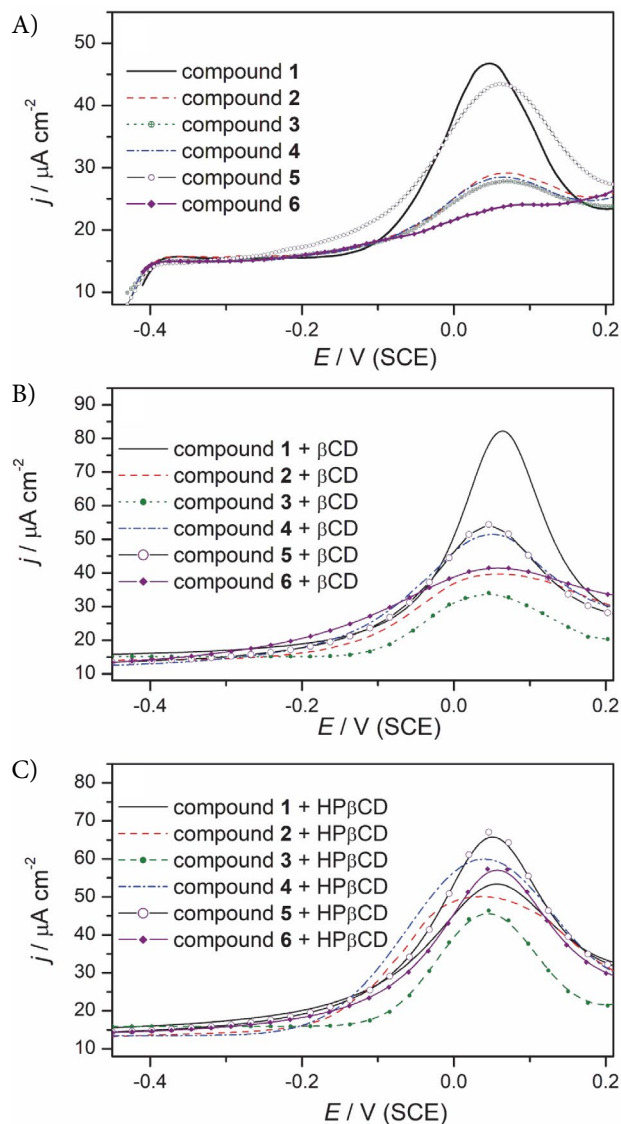 A)
50
40
30
20
10
j / μA cm⁻²
compound 1
compound 2
compound 3
compound 4
compound 5
compound 6
-0.4
-0.2
0.0
0.2
E / V (SCE)
B)
90
80
70
60
50
40
30
20
10
j / μA cm⁻²
compound 1 + βCD
compound 2 + βCD
compound 3 + βCD
compound 4 + βCD
compound 5 + βCD
compound 6 + βCD
-0.4
-0.2
0.0
0.2
E / V (SCE)
C)
80
70
60
50
40
30
20
10
j / μA cm⁻²
compound 1 + HPβCD
compound 2 + HPβCD
compound 3 + HPβCD
compound 4 + HPβCD
compound 5 + HPβCD
compound 6 + HPβCD
-0.4
-0.2
0.0
0.2
E / V (SCE)